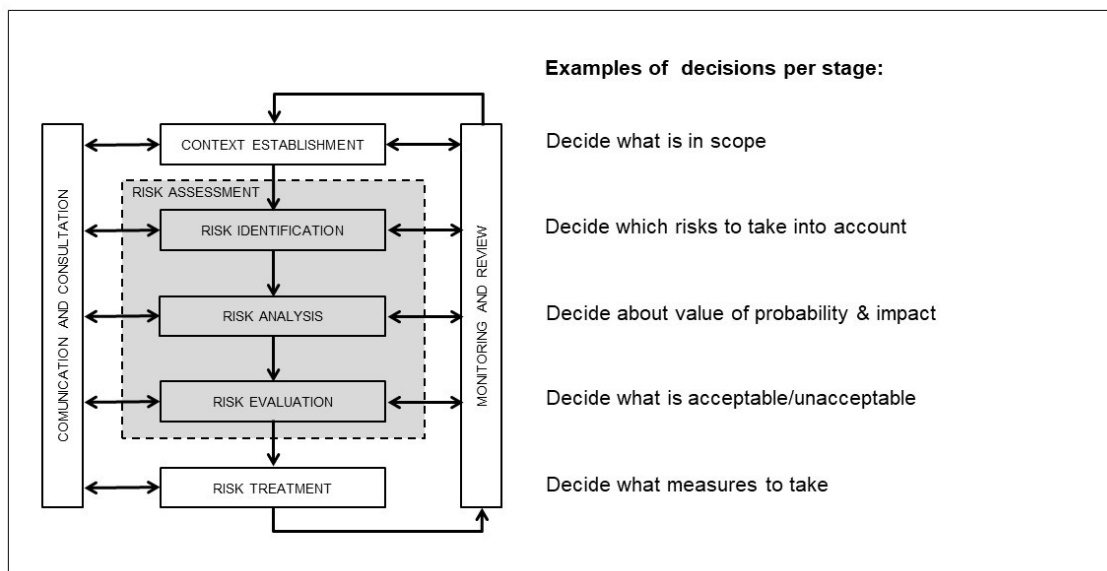 Examples of decisions per stage:
CONTEXT ESTABLISHMENT
Decide what is in scope
RISK ASSESSMENT
RISK IDENTIFICATION
Decide which risks to take into account
RISK ANALYSIS
Decide about value of probability & impact
RISK EVALUATION
Decide what is acceptable/unacceptable
RISK TREATMENT
Decide what measures to take
COMUNICATION AND CONSULTATION
MONITORING AND REVIEW